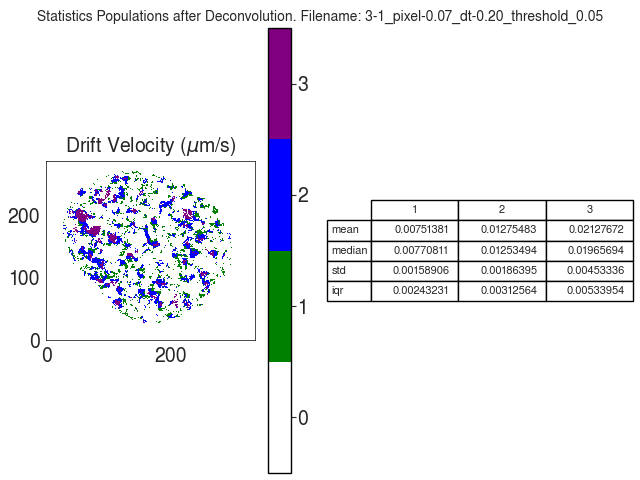 Statistics Populations after Deconvolution. Filename: 3-1_pixel-0.07_dt-0.20_threshold_0.05
Drift Velocity (μm/s)
200
100
0
0 200
3
2
1
0
1 2 3
mean 0.00751381 0.01275483 0.02127672
median 0.00770811 0.01253494 0.01965694
std 0.00158906 0.00186395 0.00453336
iqr 0.00243231 0.00312564 0.00533954